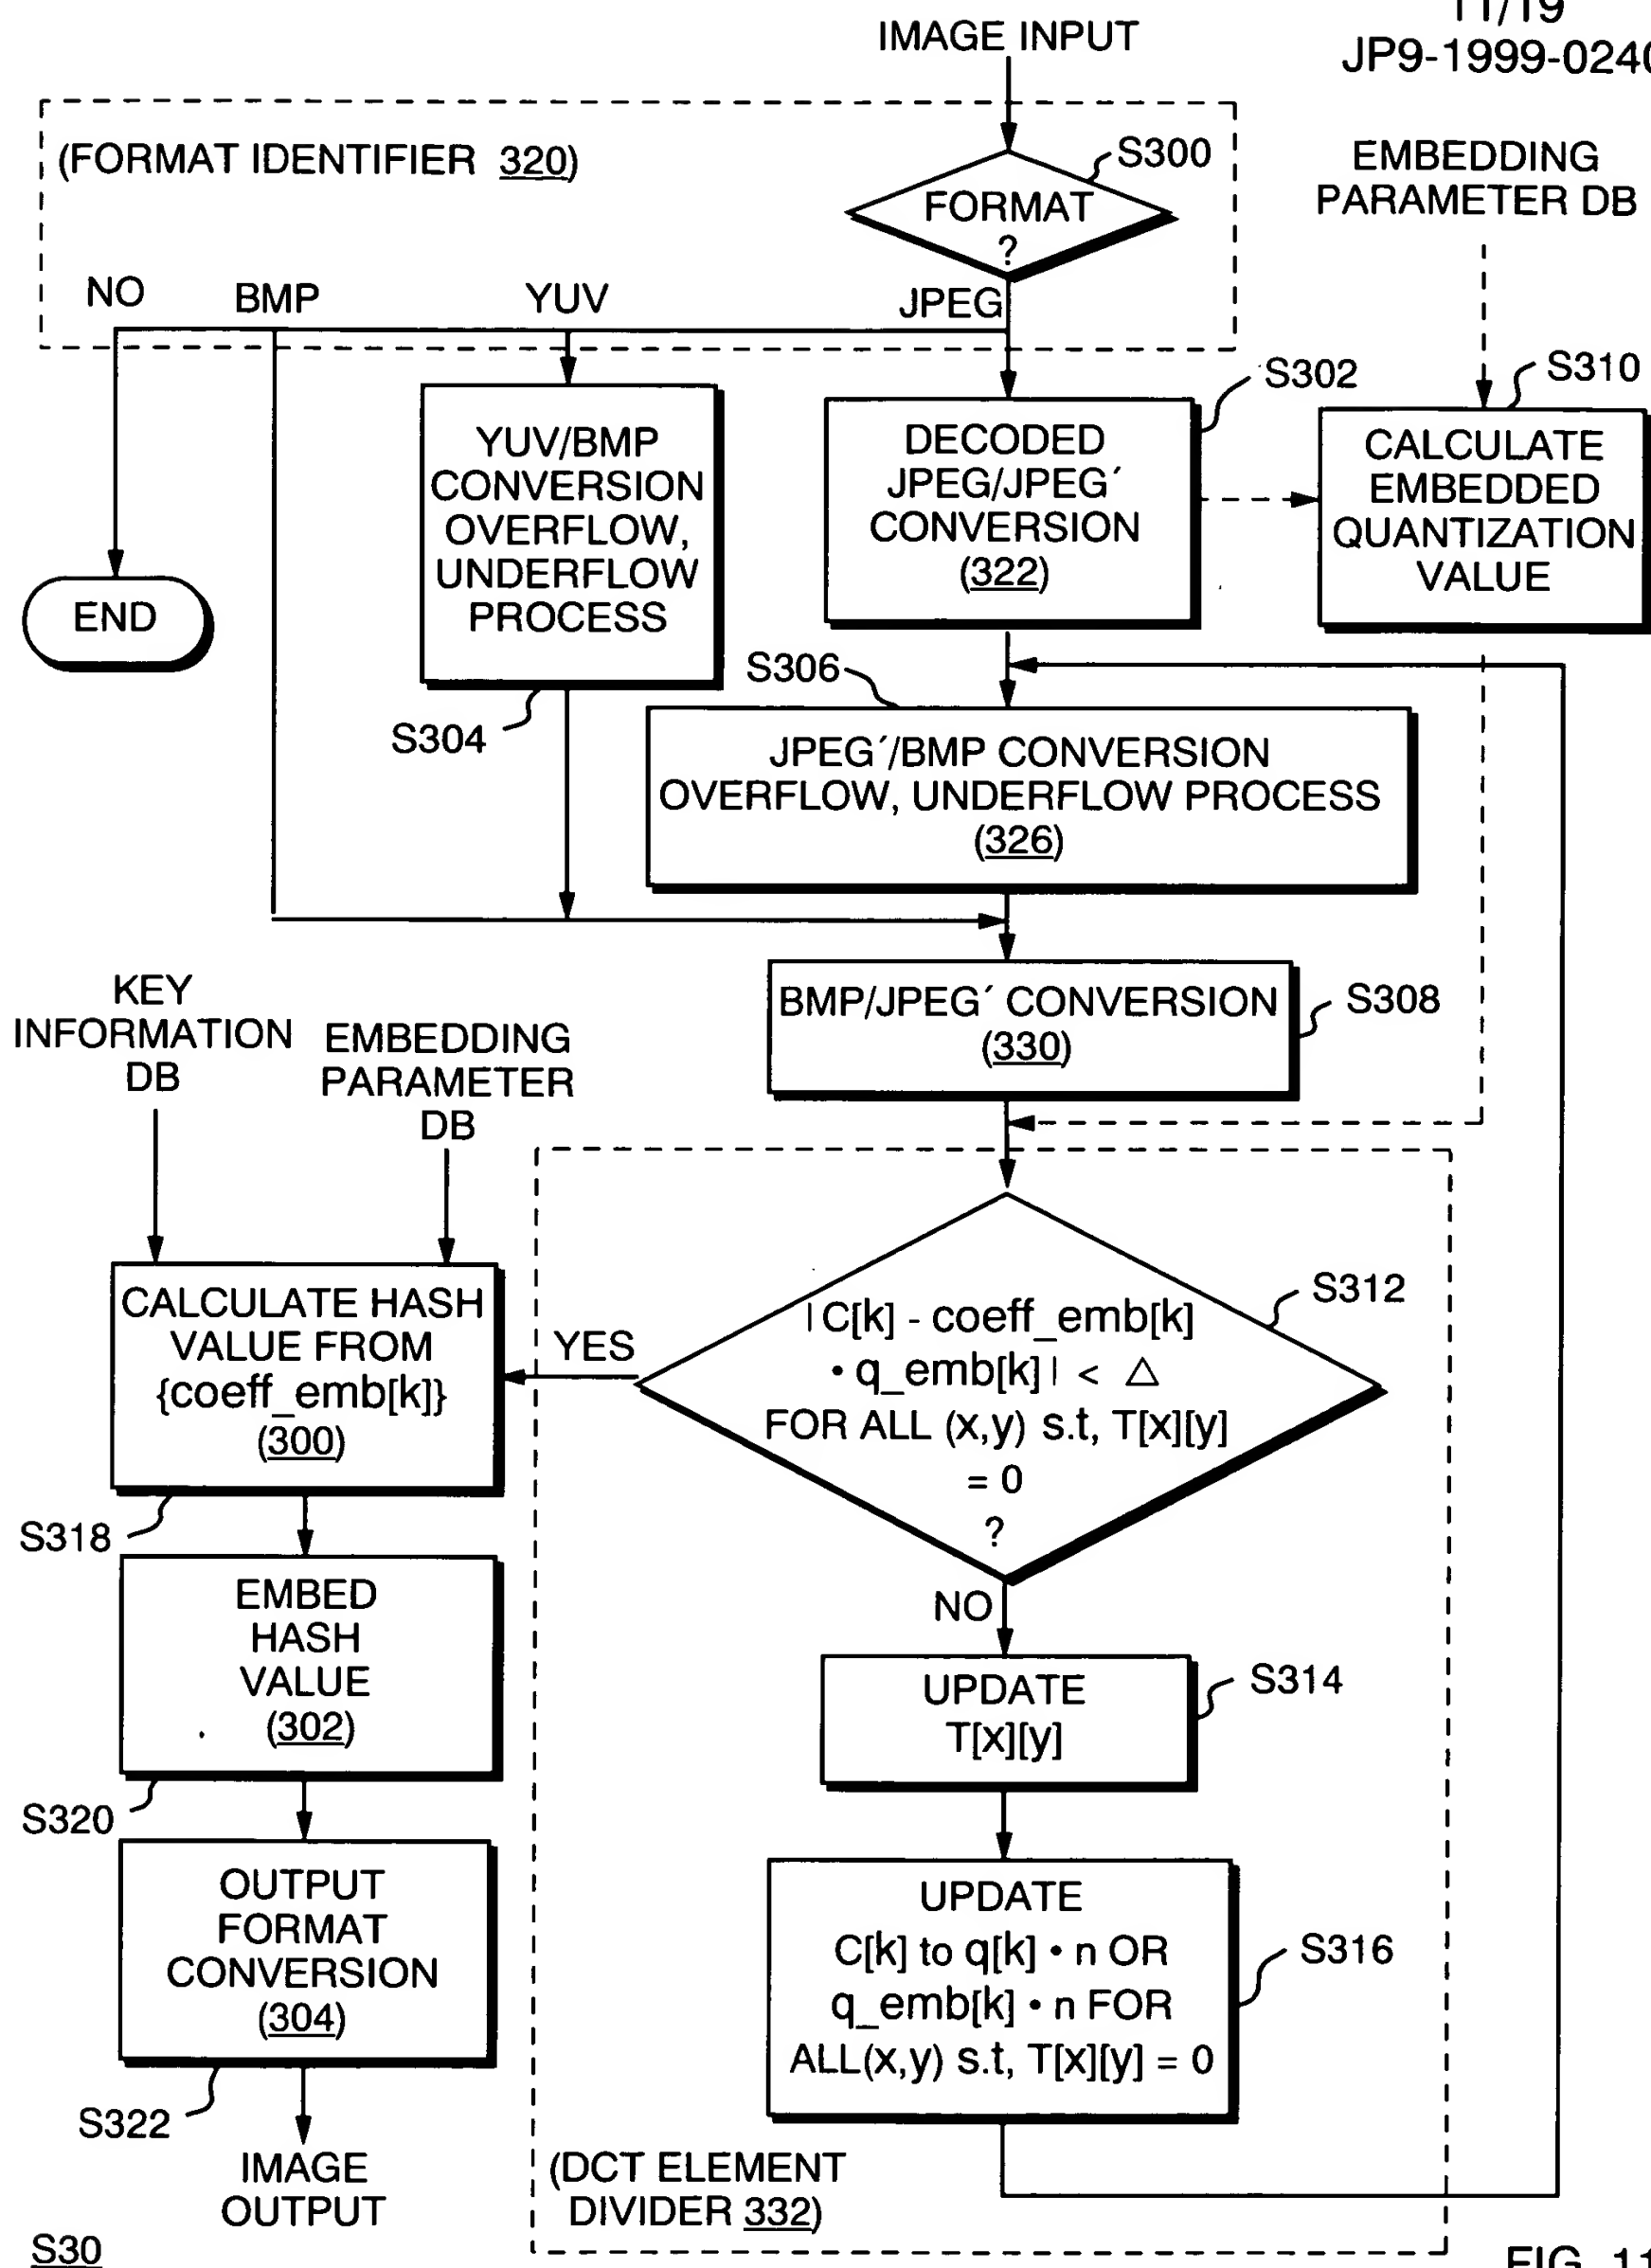 11/19
JP9-1999-0240
IMAGE INPUT
(FORMAT IDENTIFIER 320)
S300
FORMAT
?
EMBEDDING
PARAMETER DB
NO
BMP
YUV
JPEG
S302
S310
YUV/BMP
CONVERSION
OVERFLOW,
UNDERFLOW
PROCESS
DECODED
JPEG/JPEG´
CONVERSION
(322)
CALCULATE
EMBEDDED
QUANTIZATION
VALUE
END
S304
S306
JPEG´/BMP CONVERSION
OVERFLOW, UNDERFLOW PROCESS
(326)
BMP/JPEG´ CONVERSION
(330)
S308
KEY
INFORMATION
DB
EMBEDDING
PARAMETER
DB
S312
| C[k] - coeff_emb[k]
• q_emb[k] | < △
FOR ALL (x,y) s.t, T[x][y]
= 0
?
YES
CALCULATE HASH
VALUE FROM
{coeff_emb[k]}
(300)
S318
NO
EMBED
HASH
VALUE
(302)
S320
UPDATE
T[x][y]
S314
OUTPUT
FORMAT
CONVERSION
(304)
S322
UPDATE
C[k] to q[k] • n OR
q_emb[k] • n FOR
ALL(x,y) s.t, T[x][y] = 0
S316
IMAGE
OUTPUT
(DCT ELEMENT
DIVIDER 332)
S30
FIG. 11